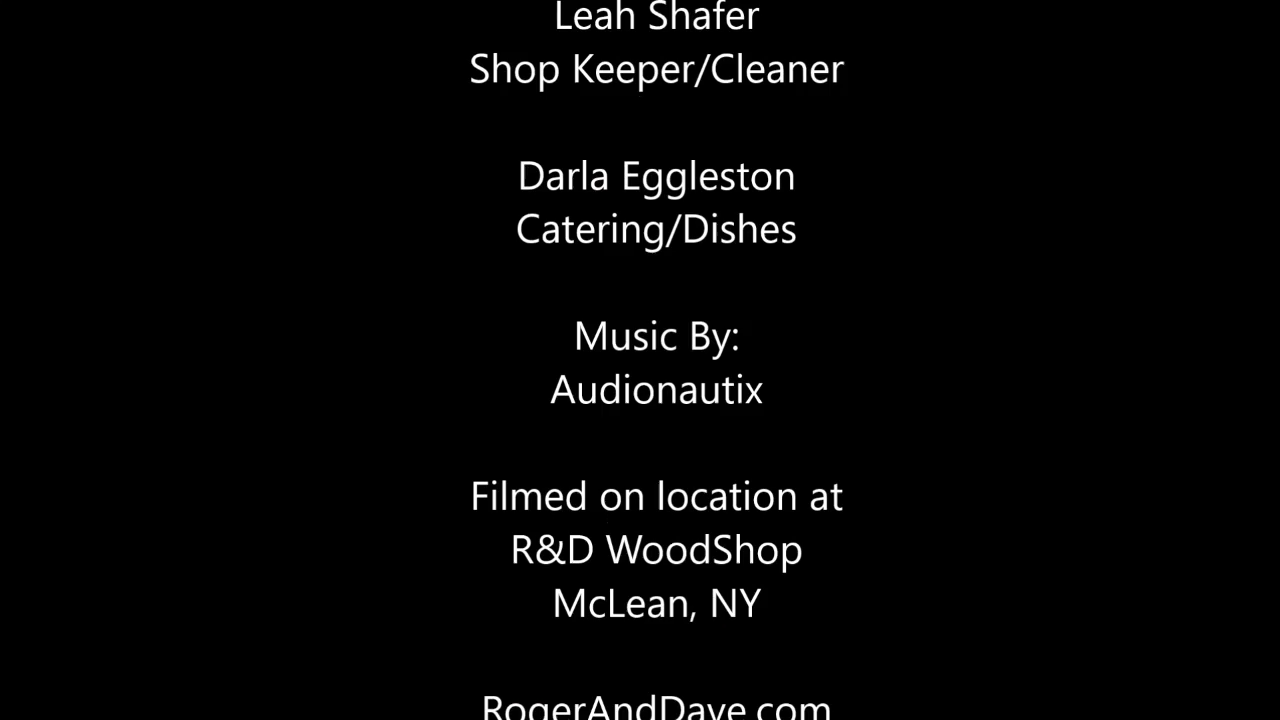 Leah Shafer
Shop Keeper/Cleaner
Darla Eggleston
Catering/Dishes
Music By:
Audionautix
Filmed on location at
R&D WoodShop
McLean, NY
RogerAndDave.com